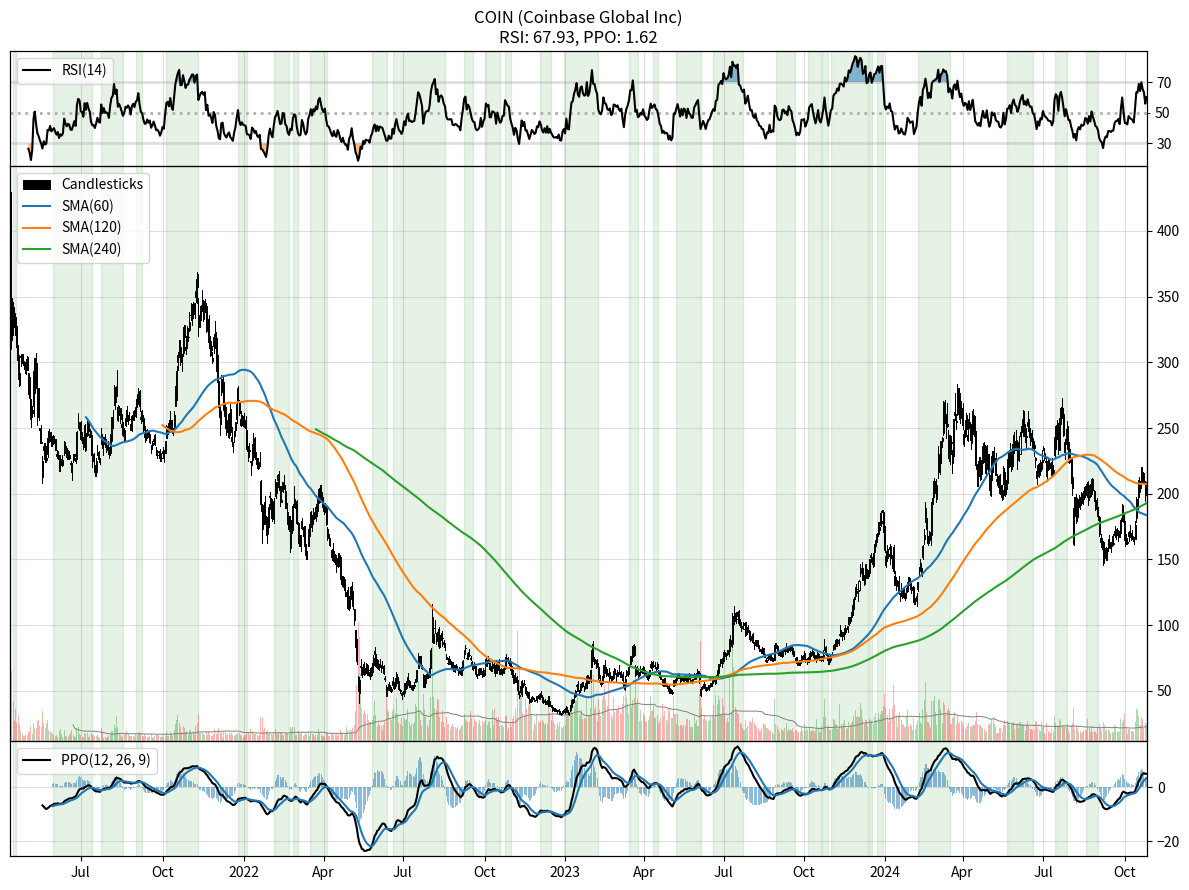 COIN (Coinbase Global Inc)
RSI: 67.93, PPO: 1.62
RSI(14)
70
50
30
Candlesticks
SMA(60)
SMA(120)
SMA(240)
400
350
300
250
200
150
100
50
PPO(12, 26, 9)
0
−20
Jul Oct 2022 Apr Jul Oct 2023 Apr Jul Oct 2024 Apr Jul Oct